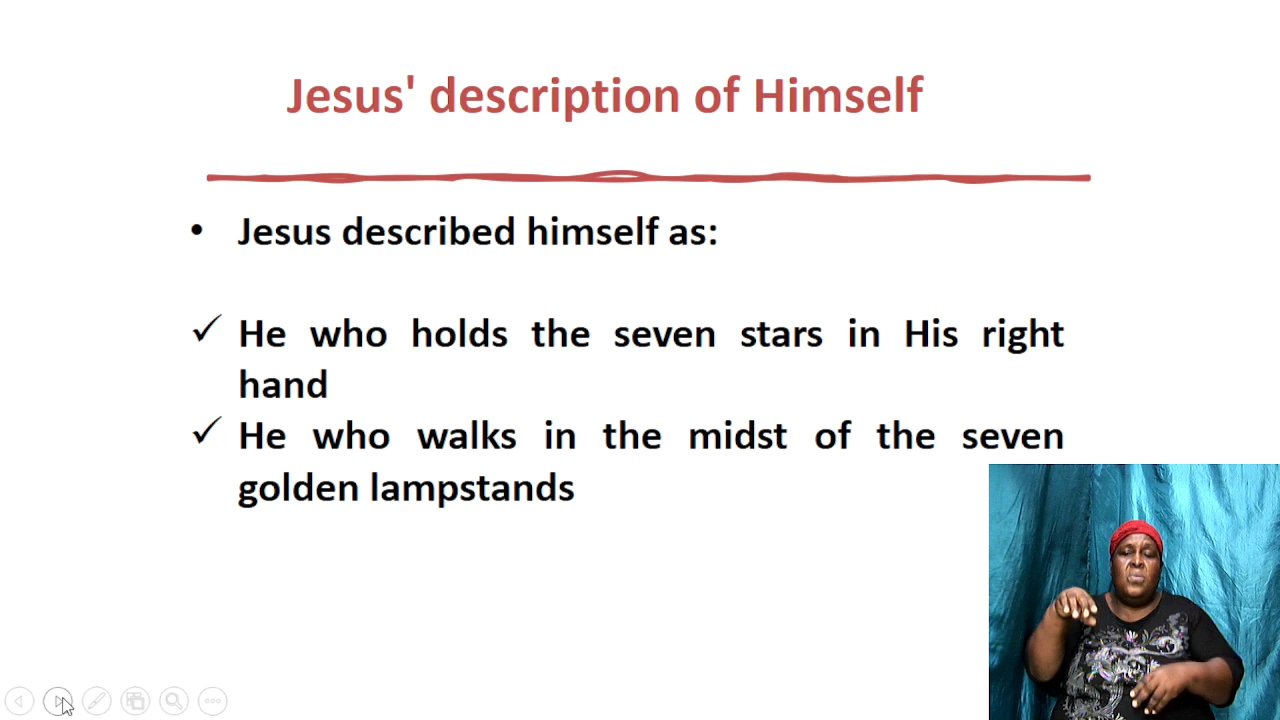 Jesus' description of Himself
• Jesus described himself as:
✓ He who holds the seven stars in His right
hand
✓ He who walks in the midst of the seven
golden lampstands